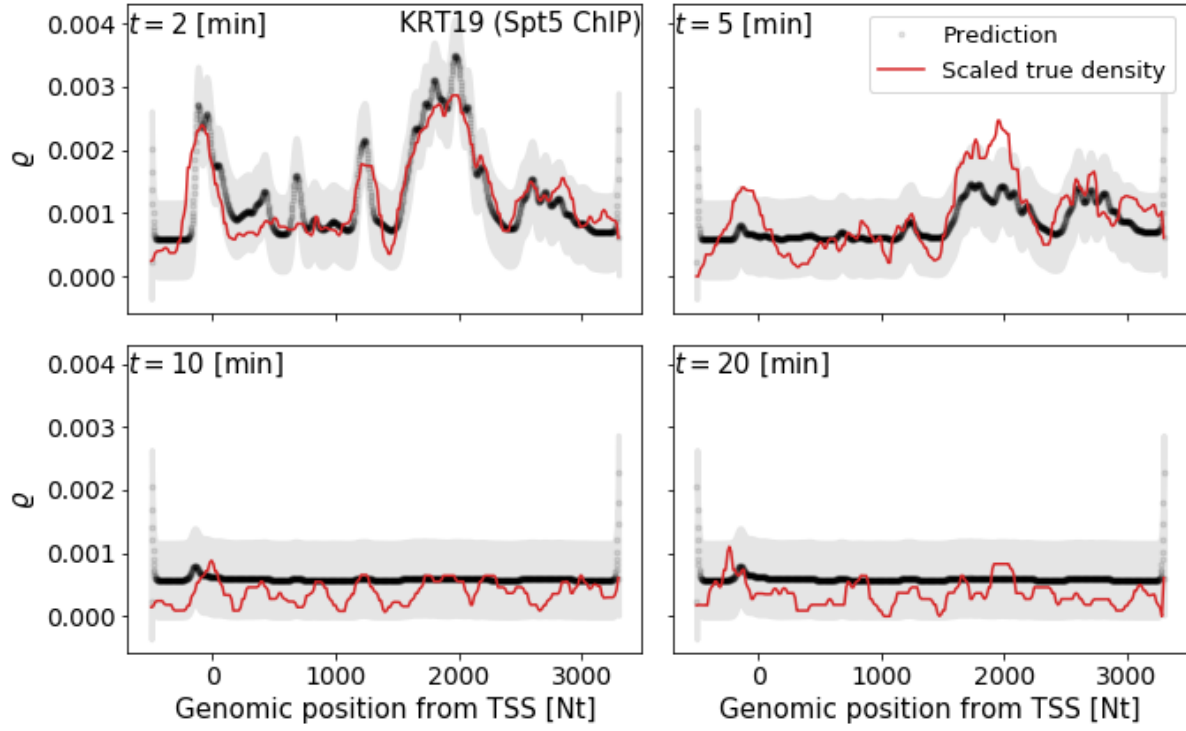 t = 2 [min]
KRT19 (Spt5 ChIP)
t = 5 [min]
Prediction
Scaled true density
0.004
0.003
0.002
0.001
0.000
ϱ
t = 10 [min]
t = 20 [min]
0.004
0.003
0.002
0.001
0.000
ϱ
0 1000 2000 3000
0 1000 2000 3000
Genomic position from TSS [Nt]
Genomic position from TSS [Nt]